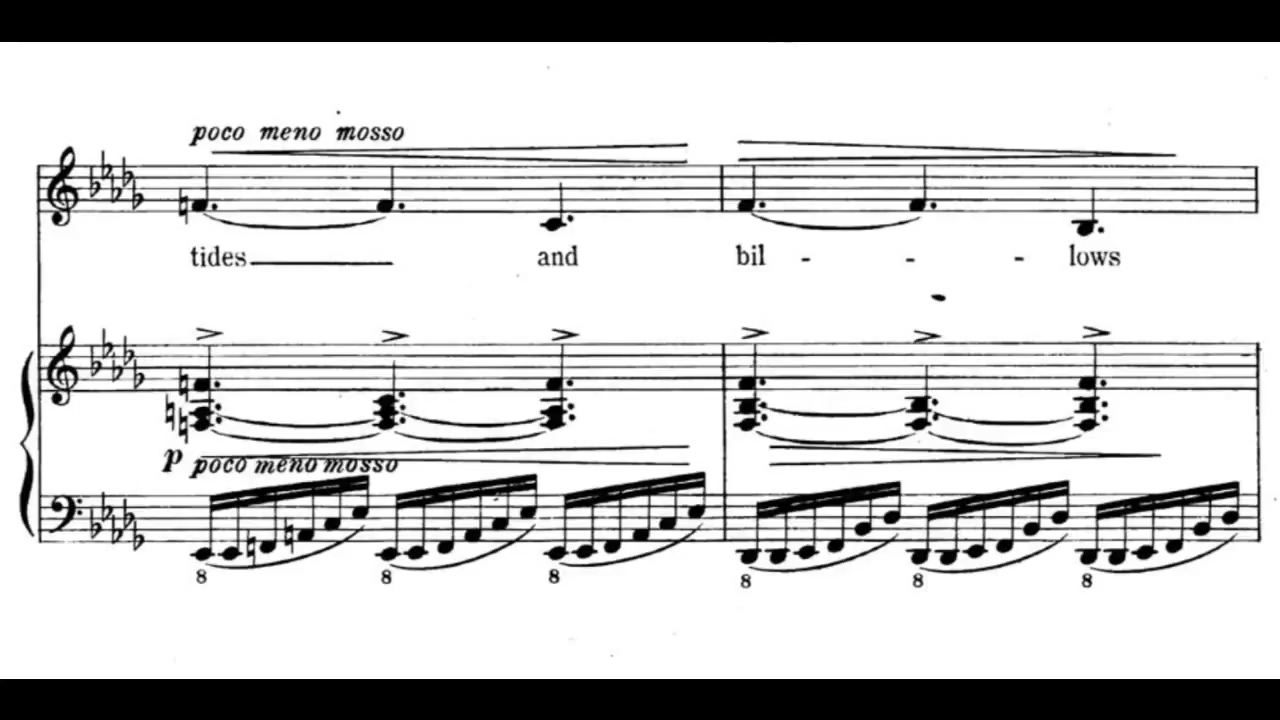 poco meno mosso
tides and bil - - - lows
p poco meno mosso
8 8 8 8 8 8